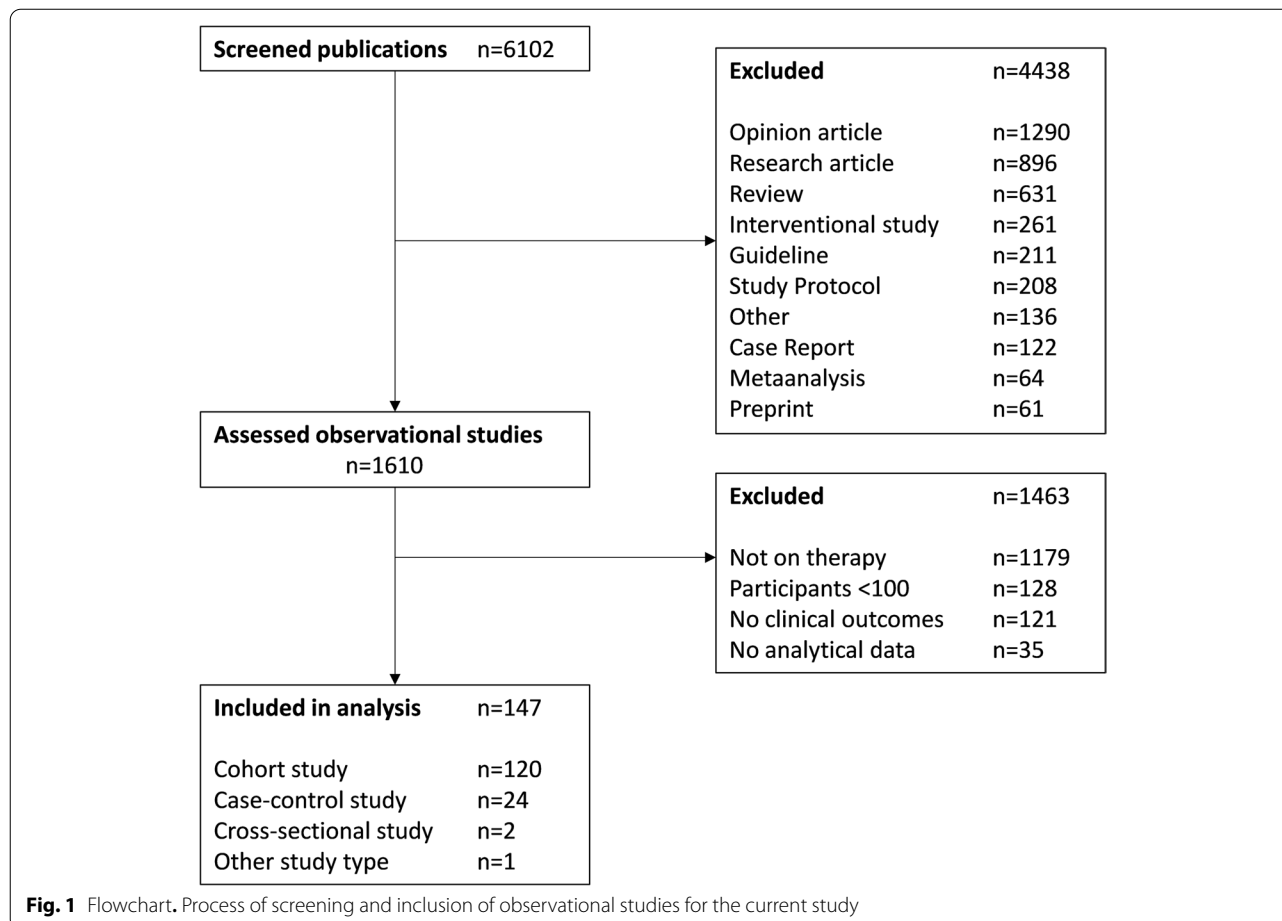 Screened publications n=6102
Excluded n=4438
Opinion article n=1290
Research article n=896
Review n=631
Interventional study n=261
Guideline n=211
Study Protocol n=208
Other n=136
Case Report n=122
Metaanalysis n=64
Preprint n=61
Assessed observational studies
n=1610
Excluded n=1463
Not on therapy n=1179
Participants <100 n=128
No clinical outcomes n=121
No analytical data n=35
Included in analysis n=147
Cohort study n=120
Case-control study n=24
Cross-sectional study n=2
Other study type n=1
Fig. 1 Flowchart. Process of screening and inclusion of observational studies for the current study